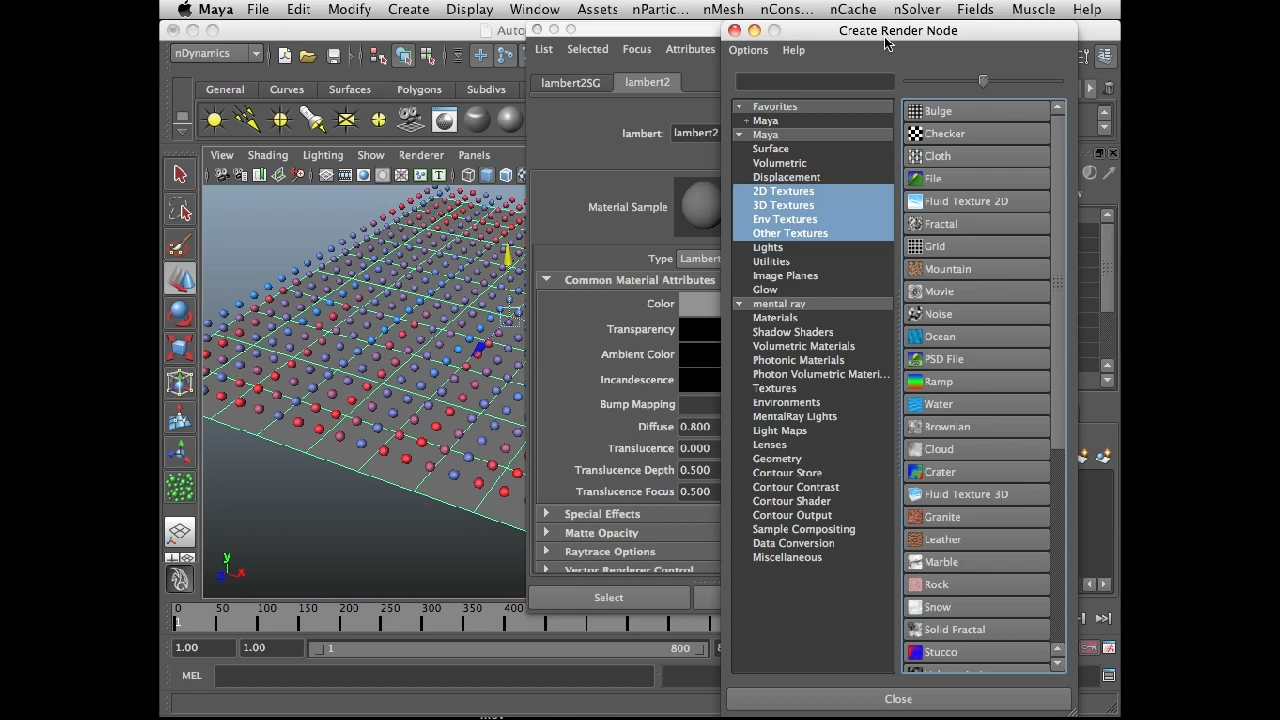 Maya File Edit Modify Create Display Window Assets nPartic... nMesh nCons... nCache nSolver Fields Muscle Help
Auto
nDynamics
General Curves Surfaces Polygons Subdivs
View Shading Lighting Show Renderer Panels
y
x
z
0 50 100 150 200 250 300 350 400
1
1.00 1.00 1 800
MEL
List Selected Focus Attributes
lambert2SG lambert2
lambert: lambert2
Material Sample
Type Lambert
Common Material Attributes
Color
Transparency
Ambient Color
Incandescence
Bump Mapping
Diffuse 0.800
Translucence 0.000
Translucence Depth 0.500
Translucence Focus 0.500
Special Effects
Matte Opacity
Raytrace Options
Vector Renderer Control
Select
Create Render Node
Options Help
Favorites
+ Maya
Maya
Surface
Volumetric
Displacement
2D Textures
3D Textures
Env Textures
Other Textures
Lights
Utilities
Image Planes
Glow
mental ray
Materials
Shadow Shaders
Volumetric Materials
Photonic Materials
Photon Volumetric Materi...
Textures
Environments
MentalRay Lights
Light Maps
Lenses
Geometry
Contour Store
Contour Contrast
Contour Shader
Contour Output
Sample Compositing
Data Conversion
Miscellaneous
Bulge
Checker
Cloth
File
Fluid Texture 2D
Fractal
Grid
Mountain
Movie
Noise
Ocean
PSD File
Ramp
Water
Brownian
Cloud
Crater
Fluid Texture 3D
Granite
Leather
Marble
Rock
Snow
Solid Fractal
Stucco
Close